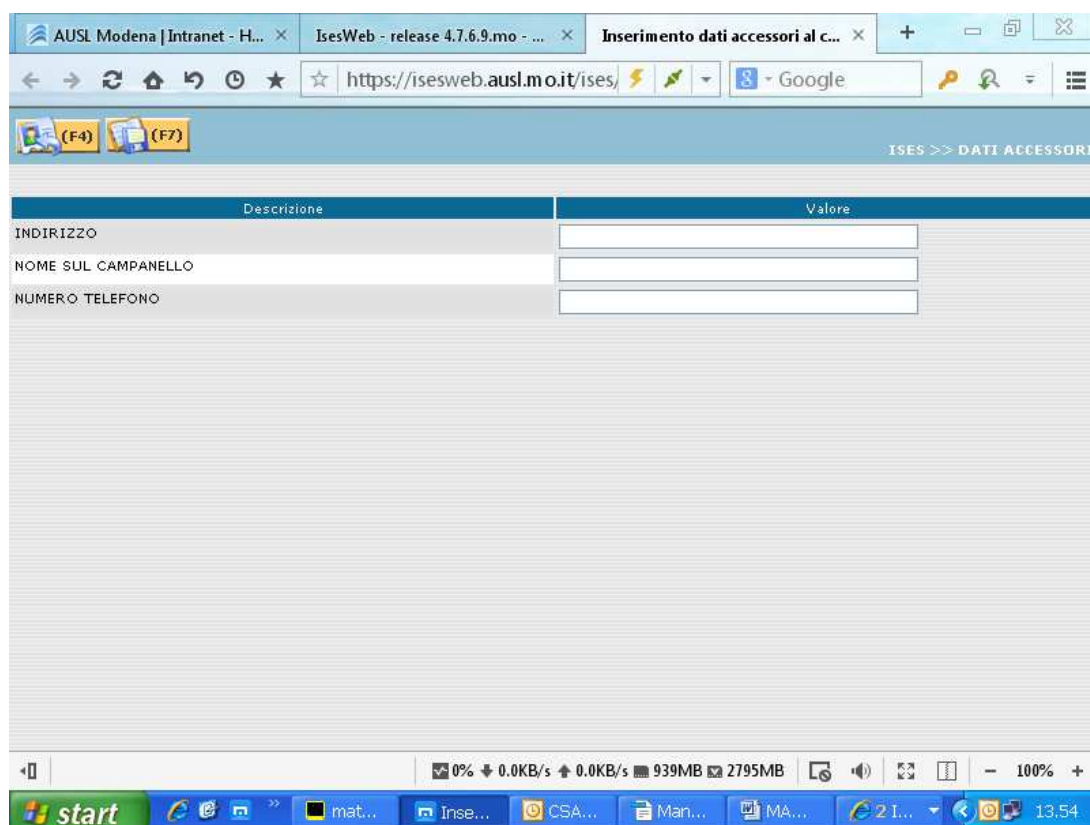 AUSL Modena | Intranet - H... IsesWeb - release 4.7.6.9.mo - ... Inserimento dati accessori al c...
https://isesweb.ausl.mo.it/ises/ 8 - Google
(F4) (F7)
ISES >> DATI ACCESSORI
Descrizione Valore
INDIRIZZO
NOME SUL CAMPANELLO
NUMERO TELEFONO
0% 0.0KB/s 0.0KB/s 939MB 2795MB 100%
start mat... Inse... CSA... Man... MA... 2 I... 13.54